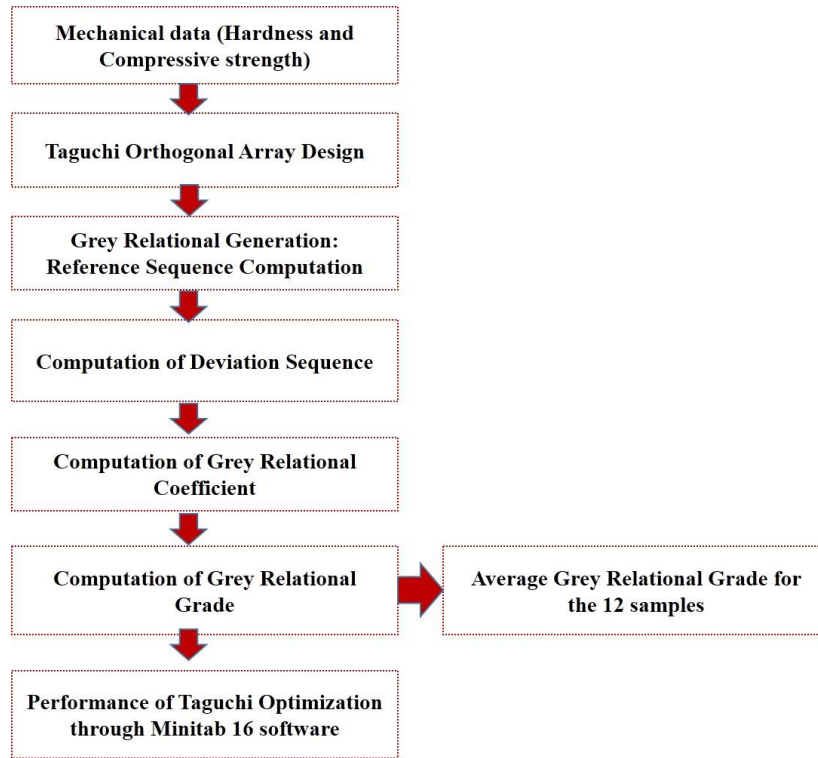 Mechanical data (Hardness and
Compressive strength)
Taguchi Orthogonal Array Design
Grey Relational Generation:
Reference Sequence Computation
Computation of Deviation Sequence
Computation of Grey Relational
Coefficient
Computation of Grey Relational
Grade
Average Grey Relational Grade for
the 12 samples
Performance of Taguchi Optimization
through Minitab 16 software